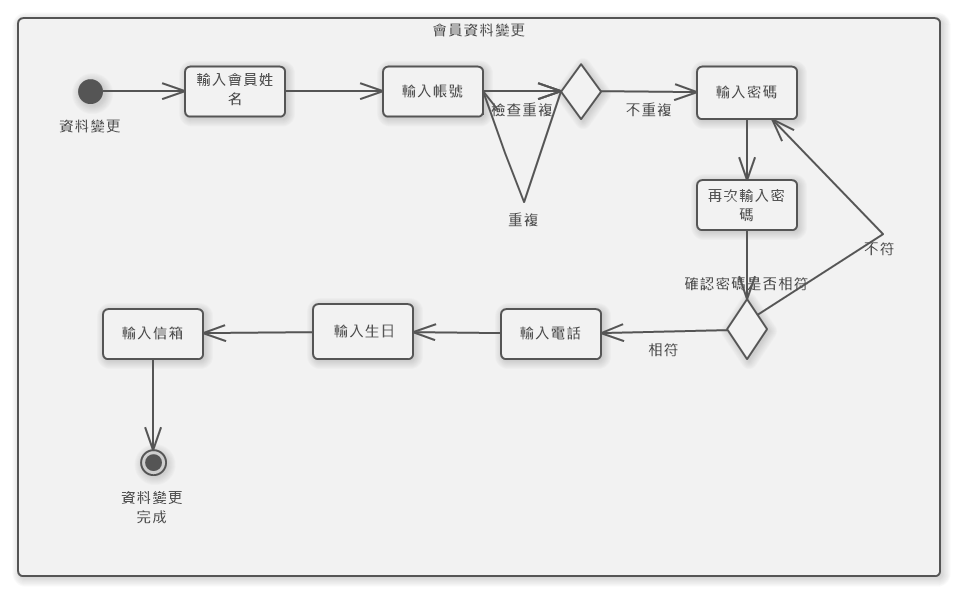 會員資料變更
資料變更
輸入會員姓
名
輸入帳號
檢查重複
重複
不重複
輸入密碼
再次輸入密
碼
確認密碼是否相符
不符
相符
輸入電話
輸入生日
輸入信箱
資料變更
完成